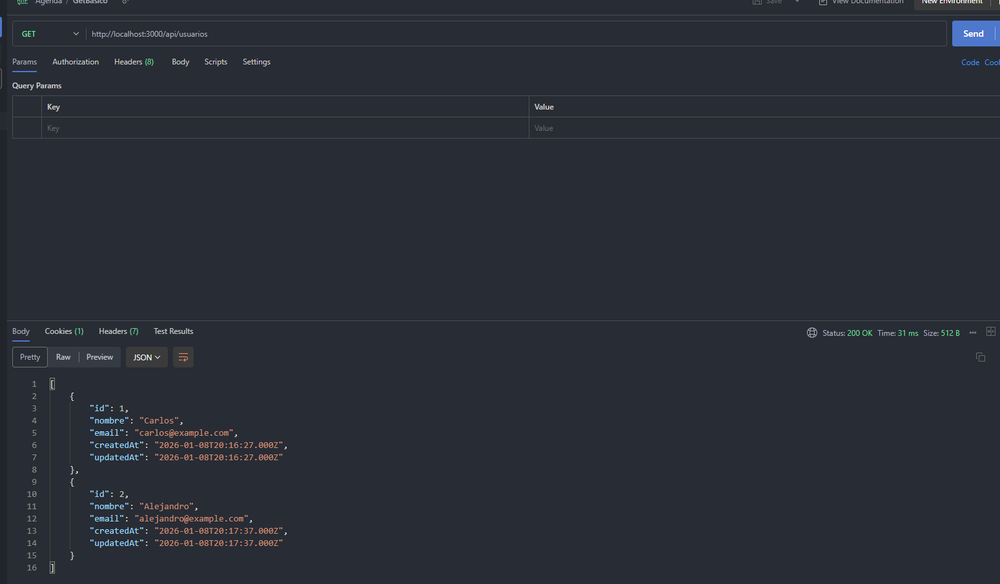 Agenda / GetBasico Save View Documentation New Environment
GET http://localhost:3000/api/usuarios Send
Params Authorization Headers (8) Body Scripts Settings Code
Query Params
Key Value
Key Value
Body Cookies (1) Headers (7) Test Results Status: 200 OK Time: 31 ms Size: 512 B
Pretty Raw Preview JSON
1 [
2 {
3 "id": 1,
4 "nombre": "Carlos",
5 "email": "carlos@example.com",
6 "createdAt": "2026-01-08T20:16:27.000Z",
7 "updatedAt": "2026-01-08T20:16:27.000Z"
8 },
9 {
10 "id": 2,
11 "nombre": "Alejandro",
12 "email": "alejandro@example.com",
13 "createdAt": "2026-01-08T20:17:37.000Z",
14 "updatedAt": "2026-01-08T20:17:37.000Z"
15 }
16 ]